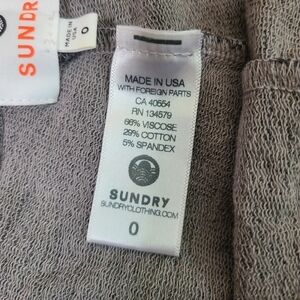 SUNDRY
MADE IN
USA
0
MADE IN USA
WITH FOREIGN PARTS
CA 40554
RN 134579
66% VISCOSE
29% COTTON
5% SPANDEX
SUNDRY
SUNDRYCLOTHING.COM
0